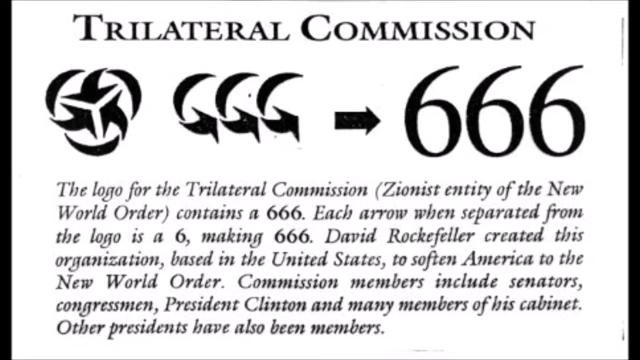 TRILATERAL COMMISSION
666
The logo for the Trilateral Commission (Zionist entity of the New
World Order) contains a 666. Each arrow when separated from
the logo is a 6, making 666. David Rockefeller created this
organization, based in the United States, to soften America to the
New World Order. Commission members include senators,
congressmen, President Clinton and many members of his cabinet.
Other presidents have also been members.